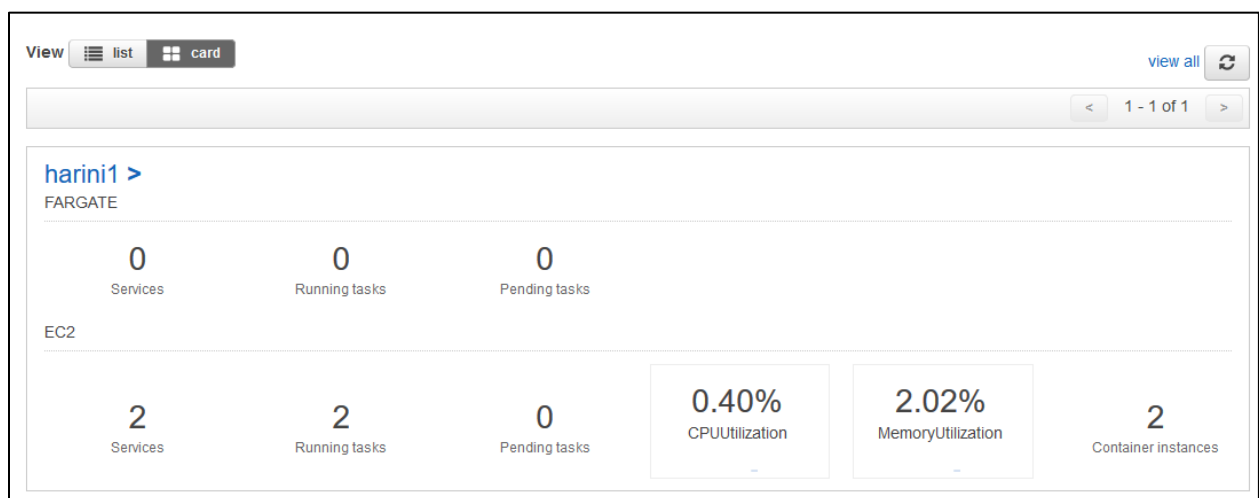 View list card
view all
< 1 - 1 of 1 >
harini1 >
FARGATE
0 0 0
Services Running tasks Pending tasks
EC2
2 2 0 0.40% 2.02% 2
Services Running tasks Pending tasks CPUUtilization MemoryUtilization Container instances